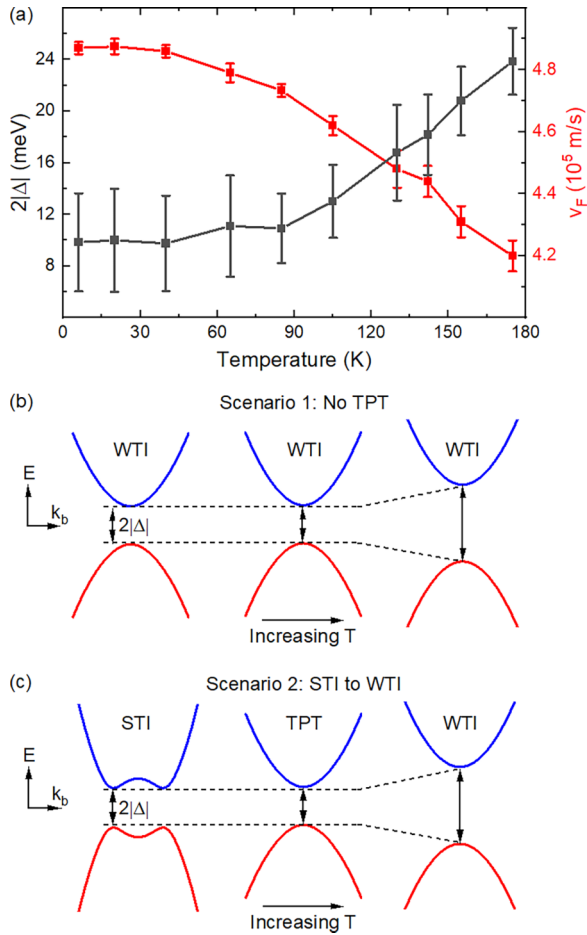 (a)
24
20
16
12
8
2|Δ| (meV)
4.8
4.6
4.4
4.2
v_F (10^5 m/s)
0 30 60 90 120 150 180
Temperature (K)
(b) Scenario 1: No TPT
WTI WTI WTI
E
k_b
2|Δ|
Increasing T
(c) Scenario 2: STI to WTI
STI TPT WTI
E
k_b
2|Δ|
Increasing T